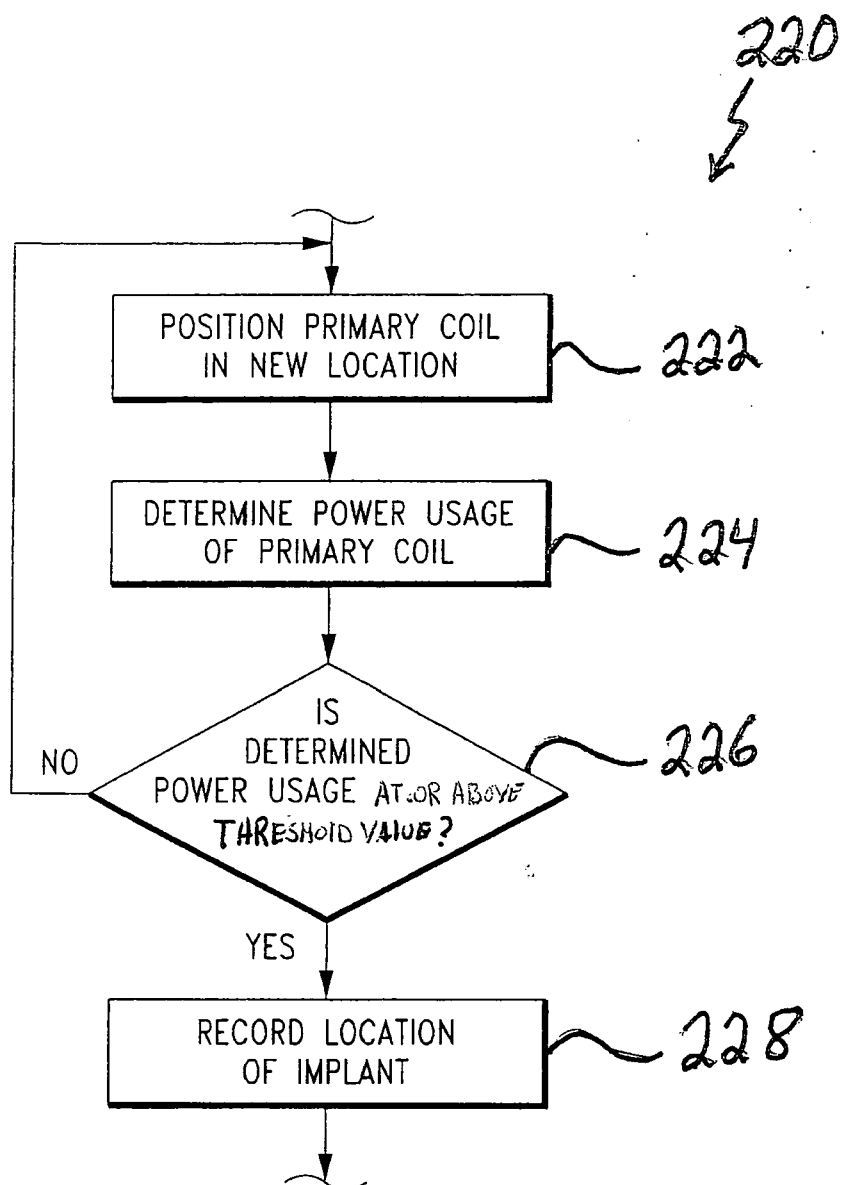 220
POSITION PRIMARY COIL
IN NEW LOCATION
222
DETERMINE POWER USAGE
OF PRIMARY COIL
224
IS
DETERMINED
POWER USAGE AT OR ABOVE
THRESHOLD VALUE?
226
NO
YES
RECORD LOCATION
OF IMPLANT
228